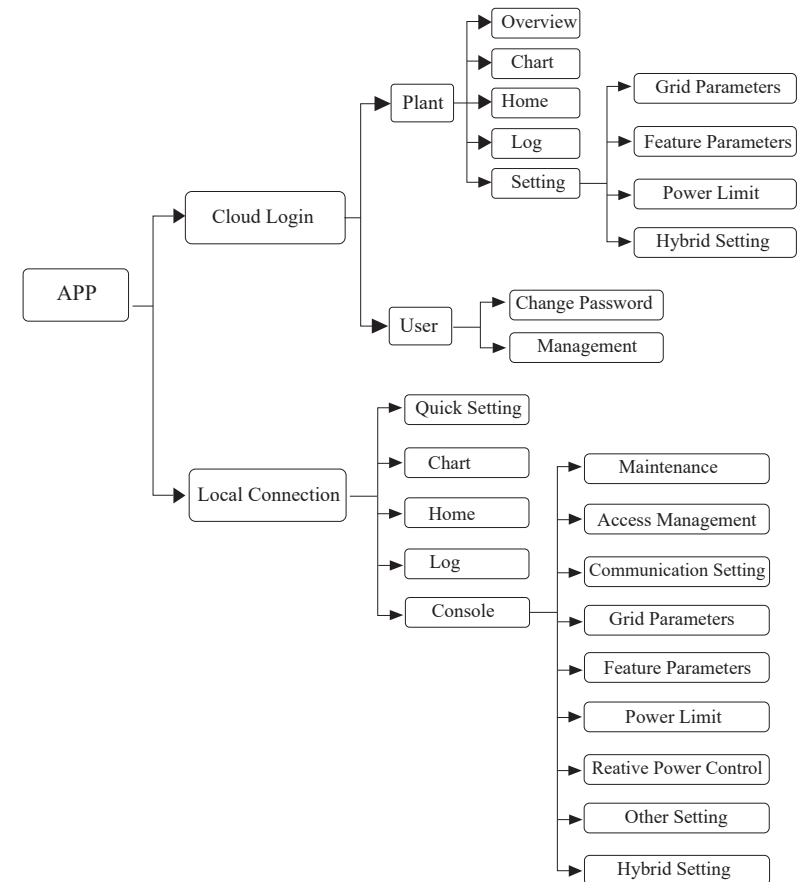 APP
Cloud Login
Plant
Overview
Chart
Home
Log
Setting
Grid Parameters
Feature Parameters
Power Limit
Hybrid Setting
User
Change Password
Management
Local Connection
Quick Setting
Chart
Home
Log
Console
Maintenance
Access Management
Communication Setting
Grid Parameters
Feature Parameters
Power Limit
Reative Power Control
Other Setting
Hybrid Setting